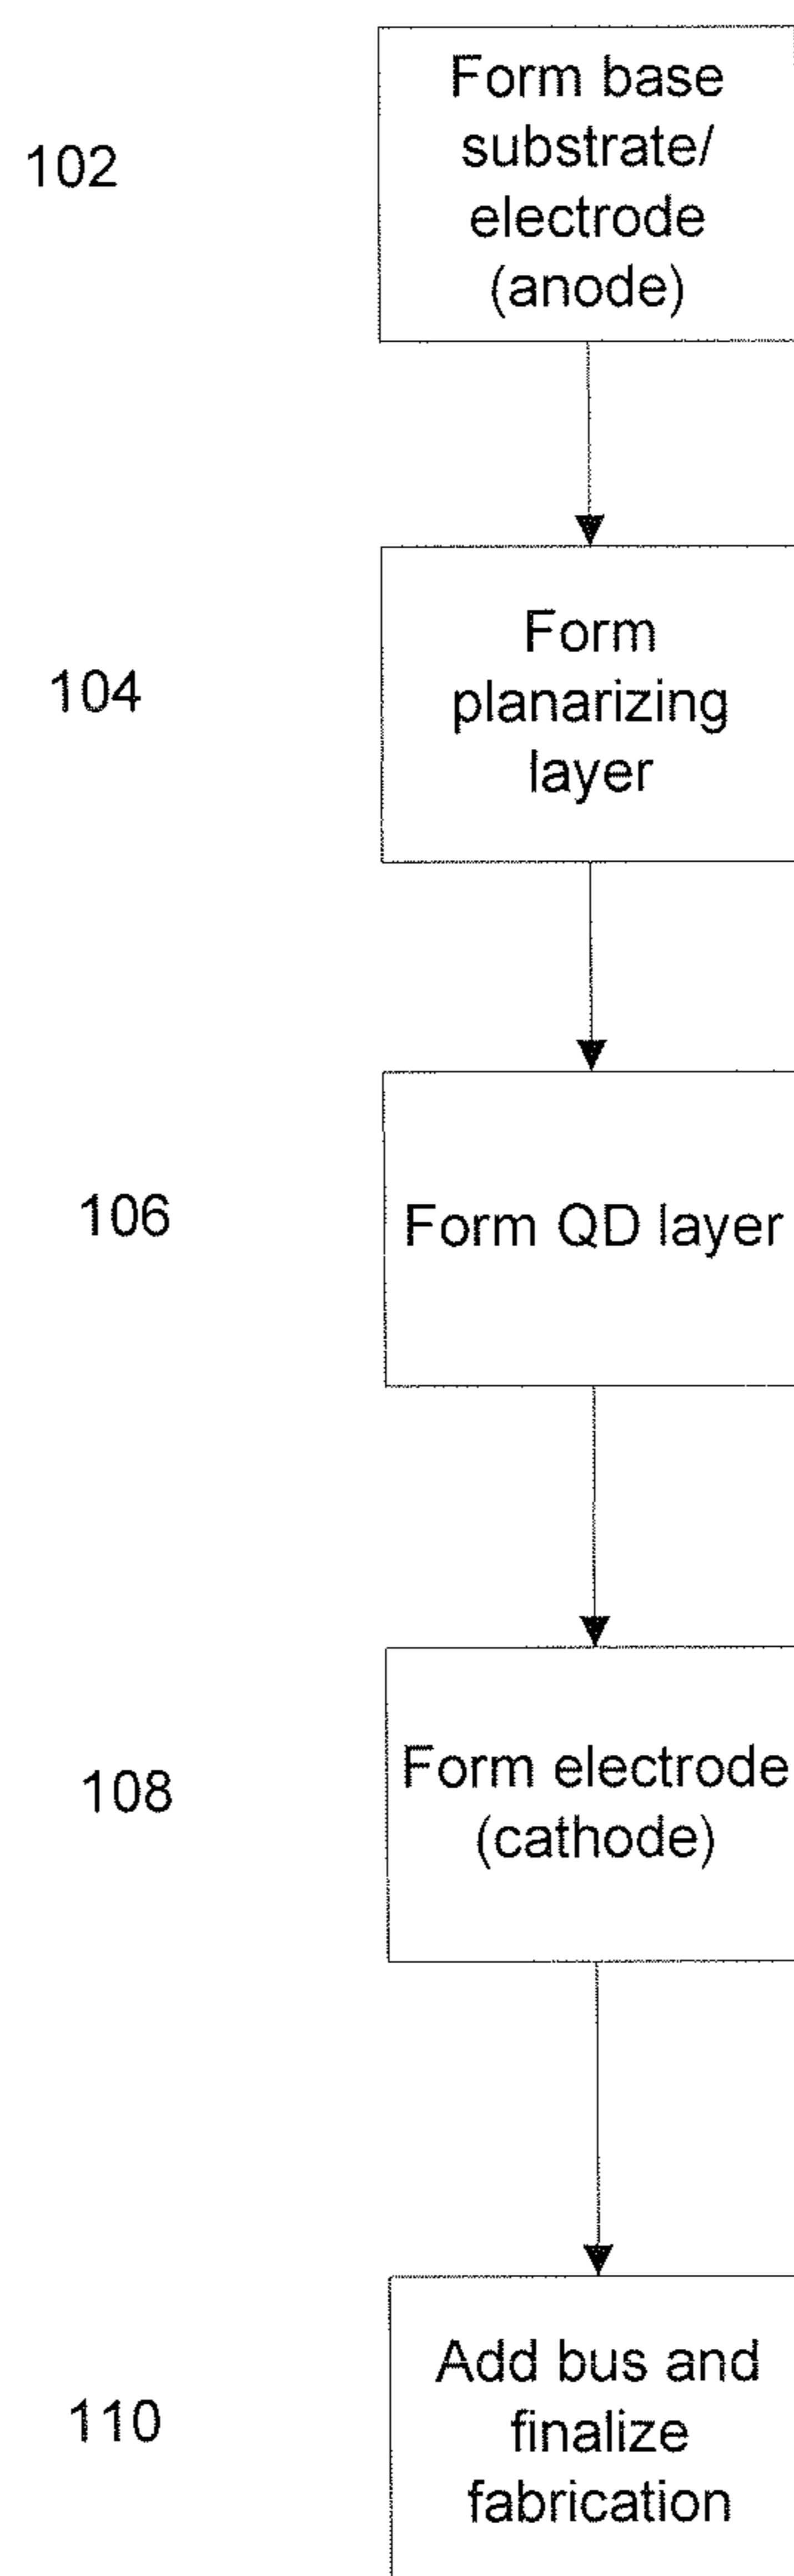 102
Form base
substrate/
electrode
(anode)
104
Form
planarizing
layer
106
Form QD layer
108
Form electrode
(cathode)
110
Add bus and
finalize
fabrication